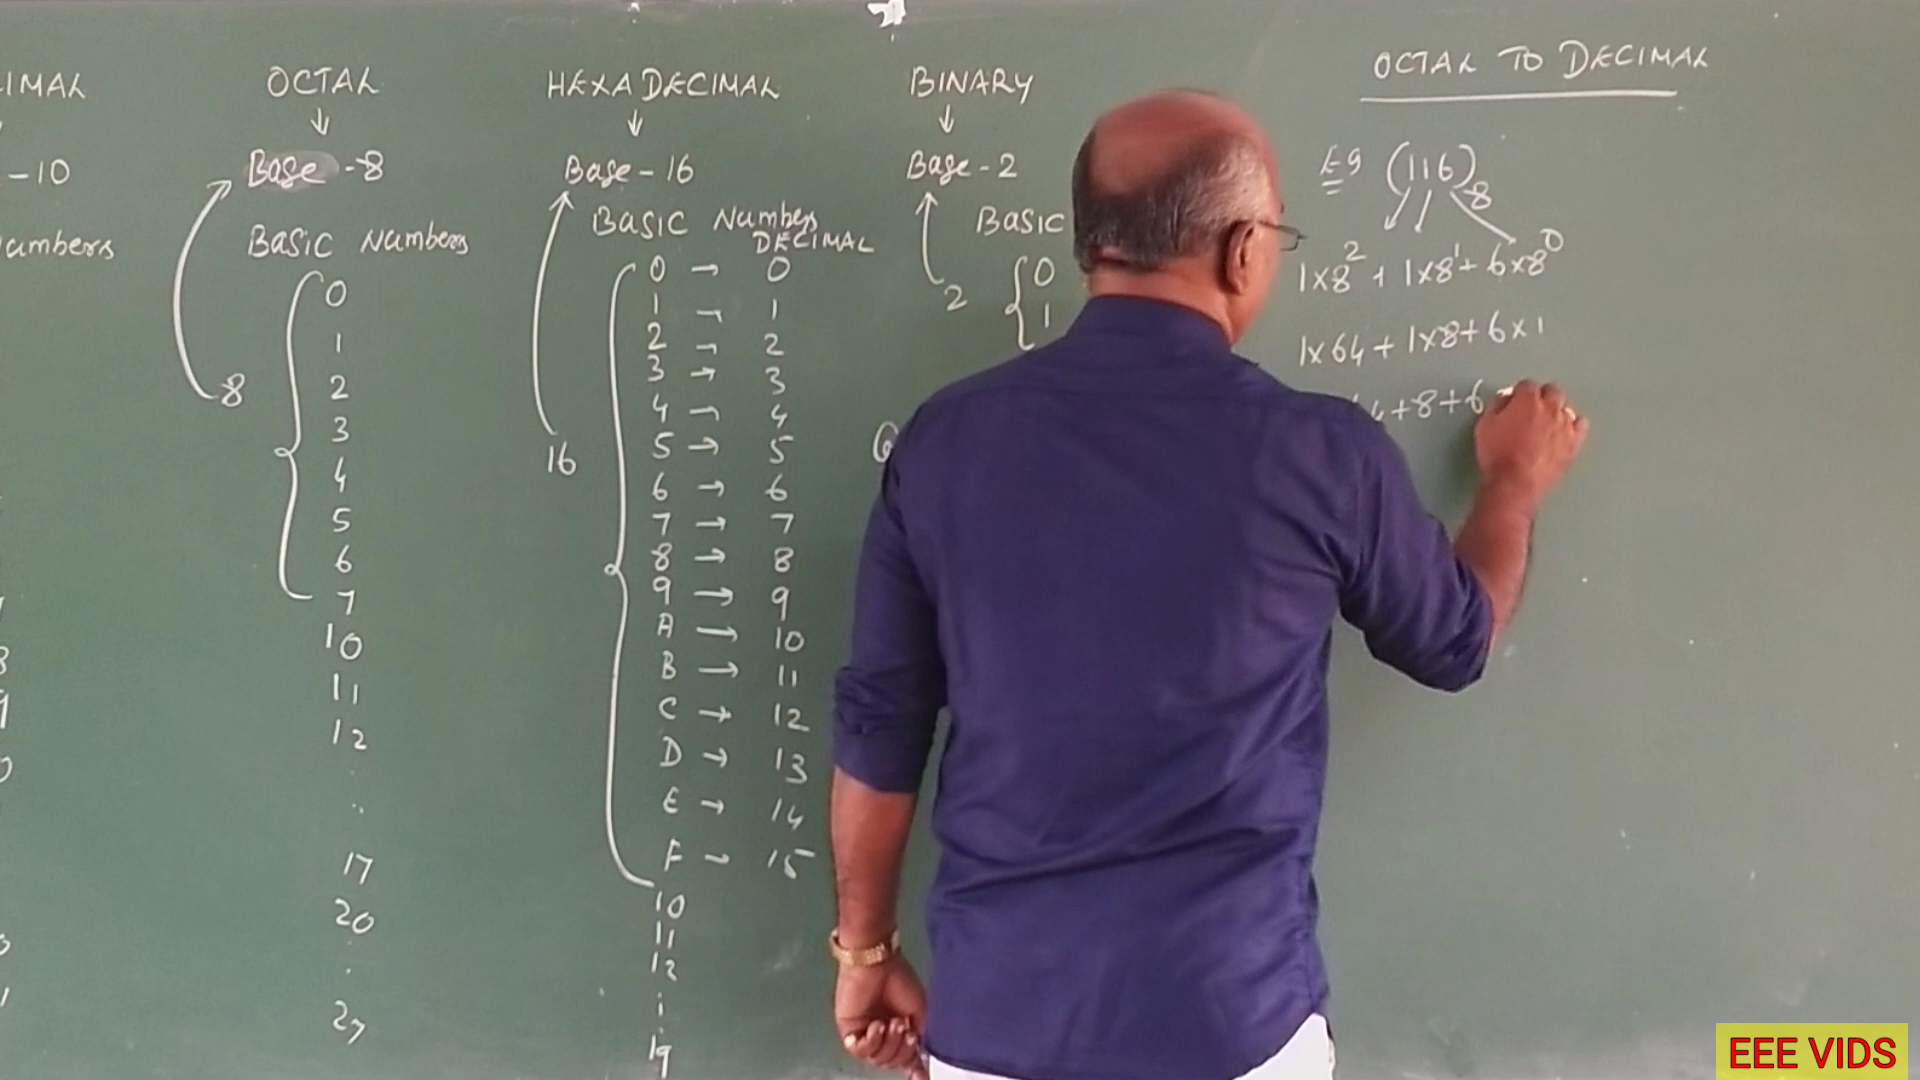 IMAL
-10
umbers
OCTAL
↓
Base-8
BASIC Numbers
0
1
2
3
4
5
6
7
10
11
12
17
20
27
8
HEXA DECIMAL
↓
Base-16
BASIC Numbers
DECIMAL
0 → 0
1 → 1
2 → 2
3 → 3
4 → 4
5 → 5
6 → 6
7 → 7
8 → 8
9 → 9
A → 10
B → 11
C → 12
D → 13
E → 14
F → 15
10
11
12
19
16
BINARY
↓
Base-2
BASIC
0
1
2
OCTAL TO DECIMAL
Eg (116)₈
1×8² + 1×8¹ + 6×8⁰
1×64 + 1×8 + 6×1
4+8+6
EEE VIDS